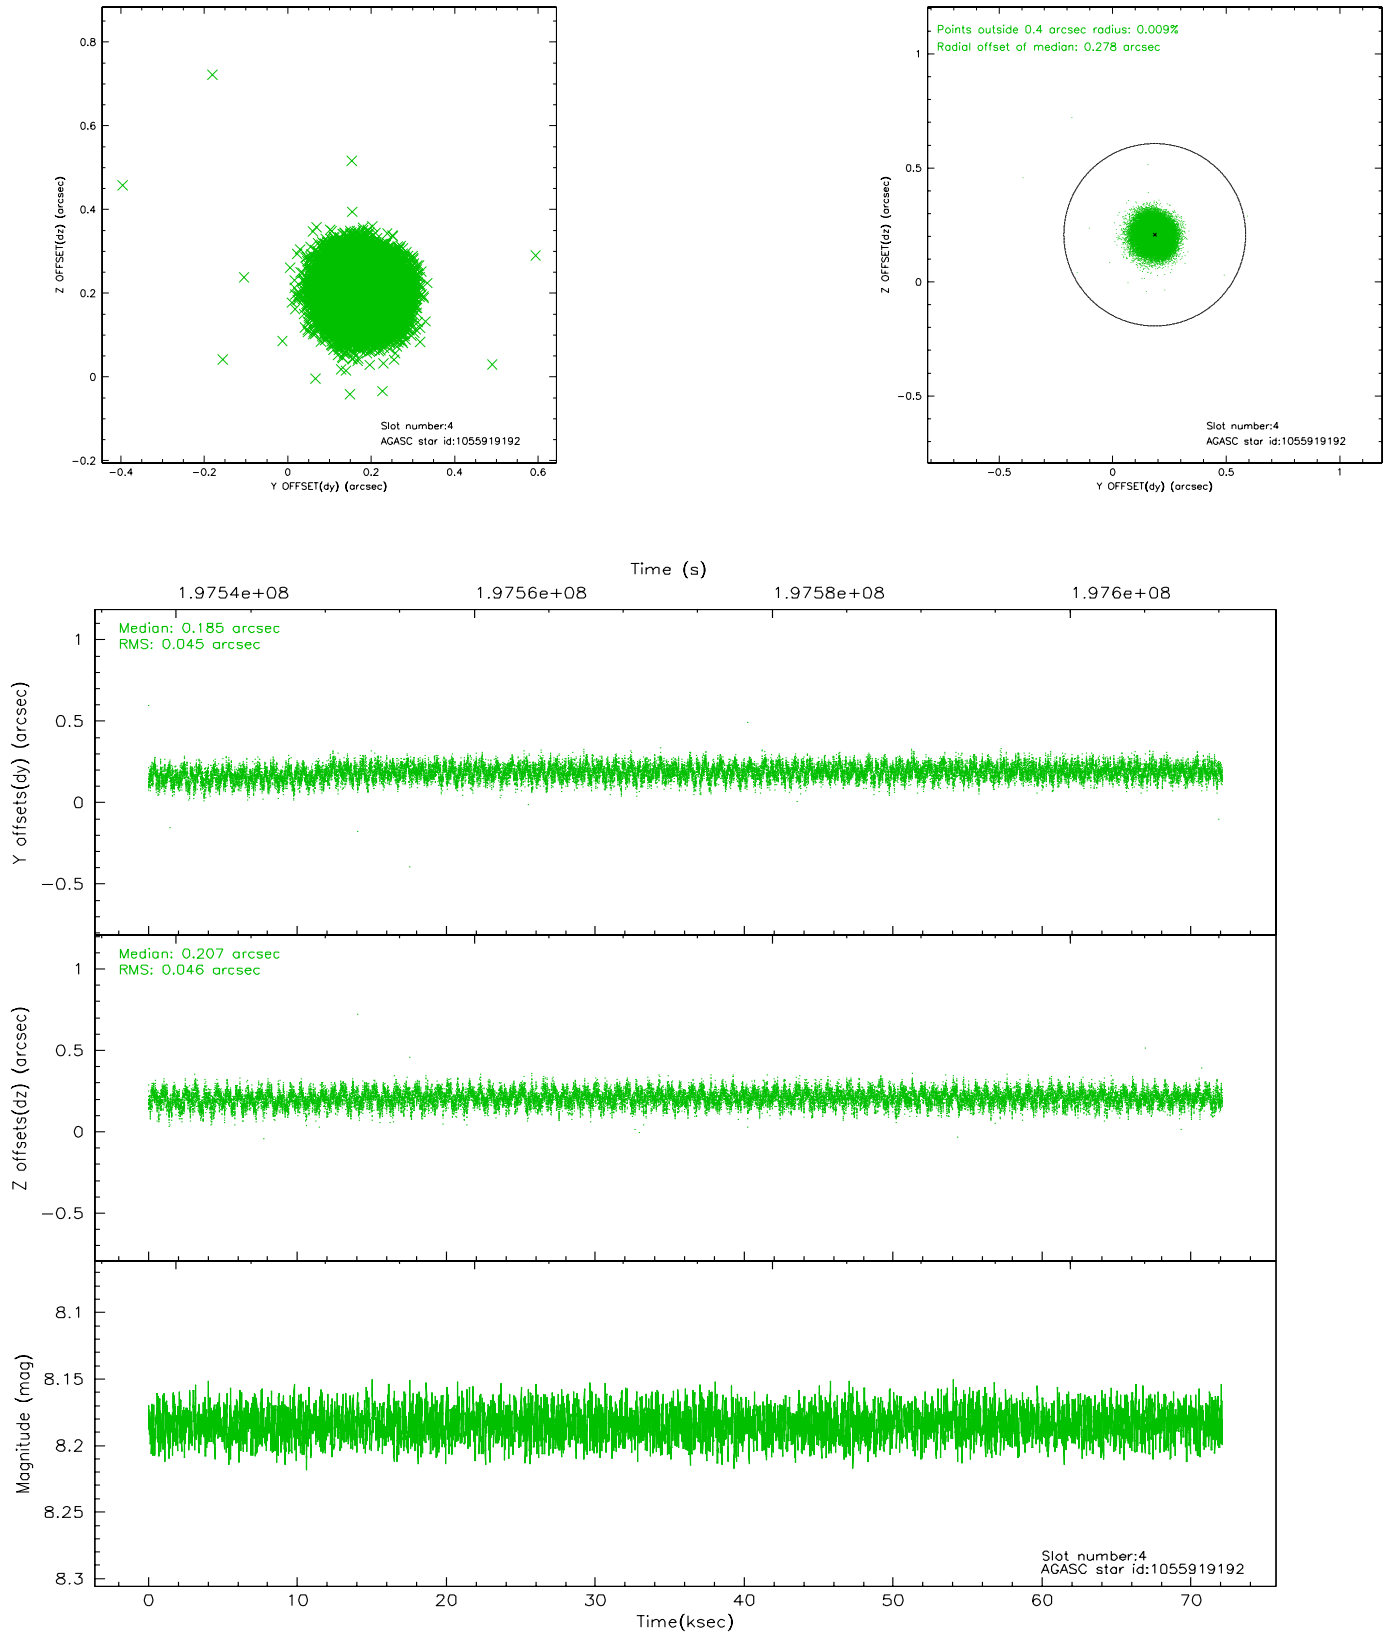 0.8
0.6
0.4
0.2
0
−0.2
−0.4
−0.2
0
0.2
0.4
0.6
Z OFFSET(dz) (arcsec)
Y OFFSET(dy) (arcsec)
Slot number:4
AGASC star id:1055919192
Points outside 0.4 arcsec radius: 0.009%
Radial offset of median: 0.278 arcsec
1
0.5
0
−0.5
−0.5
0
0.5
1
Z OFFSET(dz) (arcsec)
Y OFFSET(dy) (arcsec)
Slot number:4
AGASC star id:1055919192
Time (s)
1.9754e+08
1.9756e+08
1.9758e+08
1.976e+08
Median: 0.185 arcsec
RMS: 0.045 arcsec
1
0.5
0
−0.5
Y offsets(dy) (arcsec)
Median: 0.207 arcsec
RMS: 0.046 arcsec
1
0.5
0
−0.5
Z offsets(dz) (arcsec)
8.1
8.15
8.2
8.25
8.3
Magnitude (mag)
Slot number:4
AGASC star id:1055919192
0
10
20
30
40
50
60
70
Time(ksec)